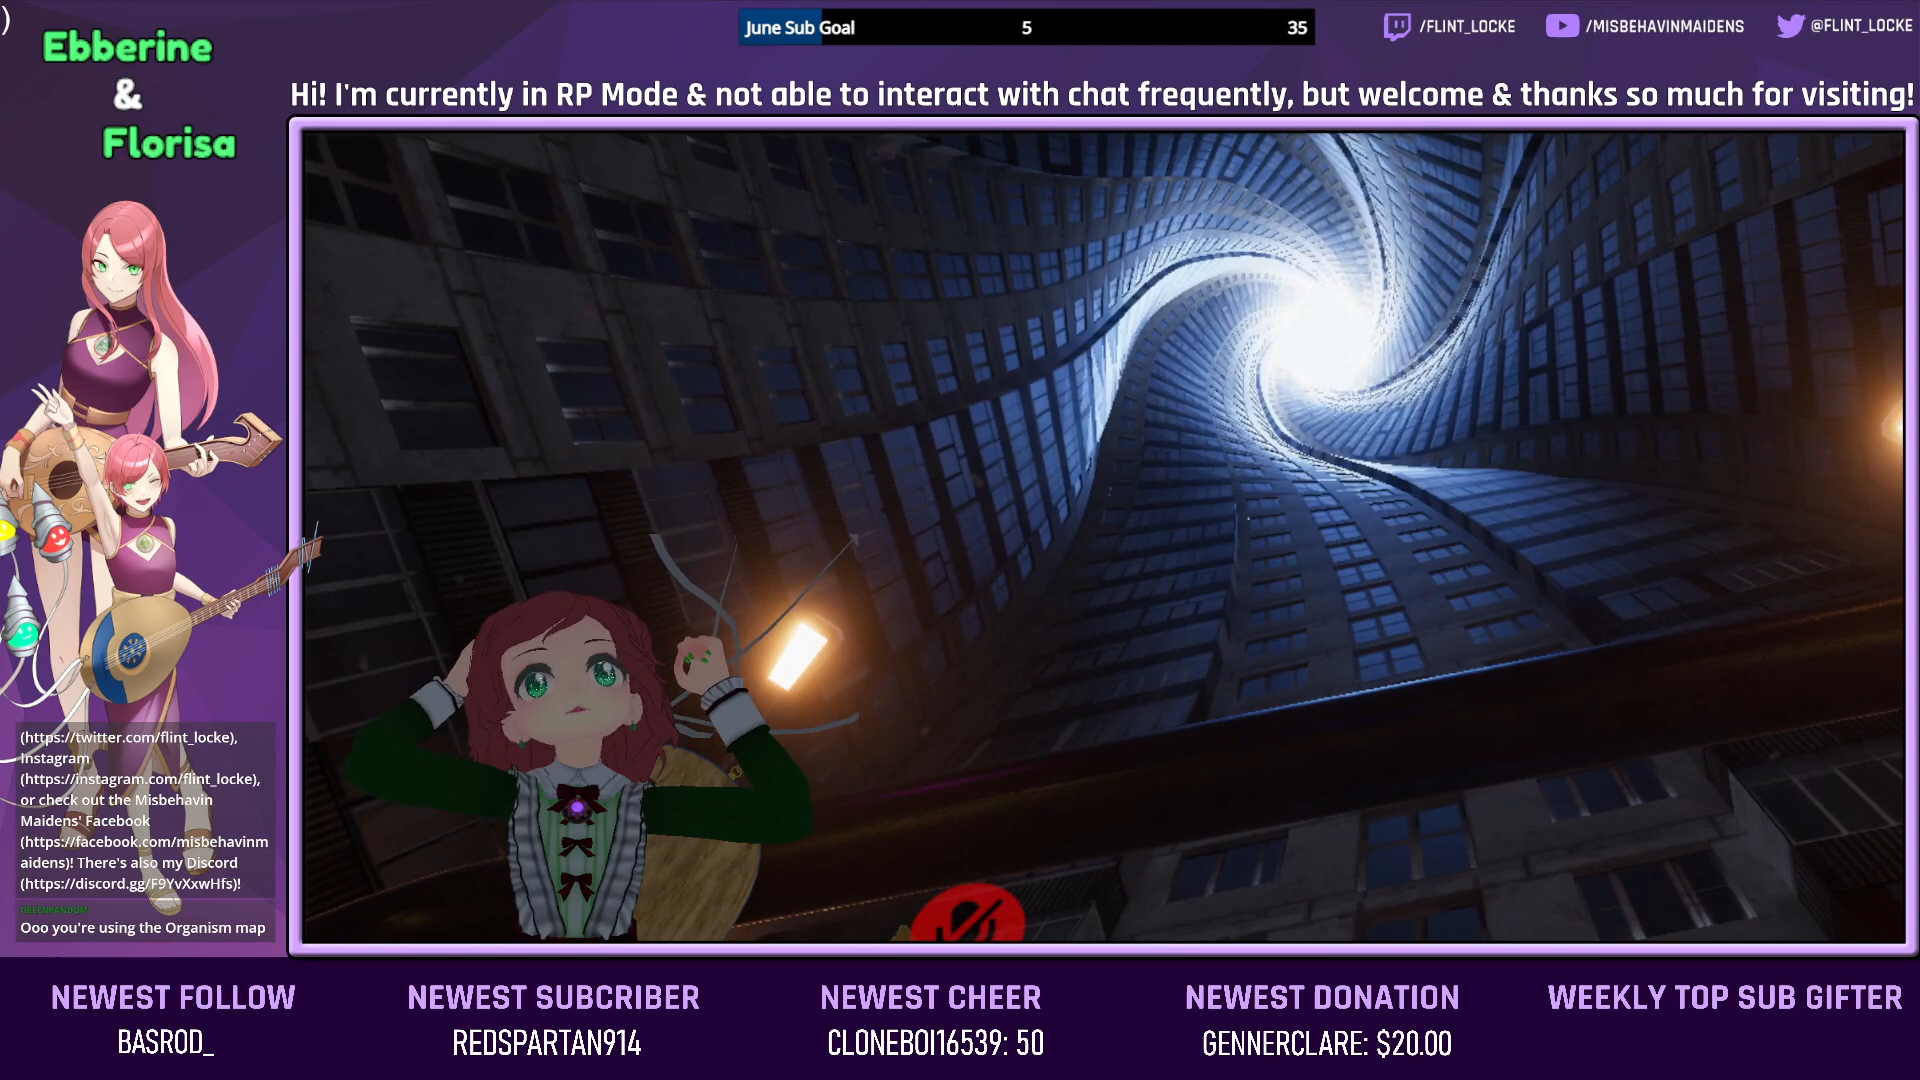 )
Ebberine
&
Florisa
June Sub Goal 5 35
/FLINT_LOCKE
/MISBEHAVINMAIDENS
@FLINT_LOCKE
Hi! I'm currently in RP Mode & not able to interact with chat frequently, but welcome & thanks so much for visiting!
(https://twitter.com/flint_locke),
Instagram
(https://instagram.com/flint_locke),
or check out the Misbehavin
Maidens' Facebook
(https://facebook.com/misbehavinm
aidens)! There's also my Discord
(https://discord.gg/F9YvXxwHfs)!
GREENRANDOM
Ooo you're using the Organism map
NEWEST FOLLOW
BASROD_
NEWEST SUBCRIBER
REDSPARTAN914
NEWEST CHEER
CLONEBOI16539: 50
NEWEST DONATION
GENNERCLARE: $20.00
WEEKLY TOP SUB GIFTER